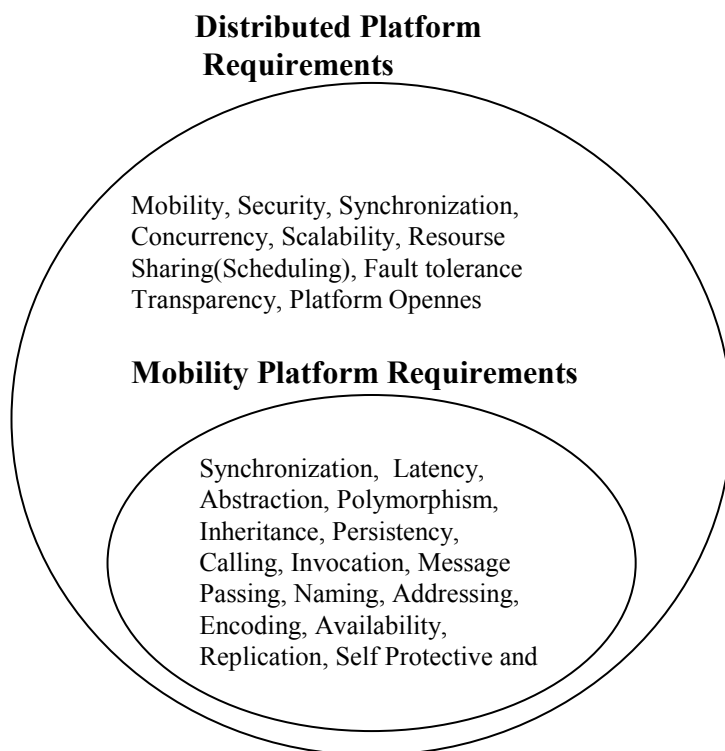 Distributed Platform
Requirements
Mobility, Security, Synchronization,
Concurrency, Scalability, Resourse
Sharing(Scheduling), Fault tolerance
Transparency, Platform Opennes
Mobility Platform Requirements
Synchronization, Latency,
Abstraction, Polymorphism,
Inheritance, Persistency,
Calling, Invocation, Message
Passing, Naming, Addressing,
Encoding, Availability,
Replication, Self Protective and